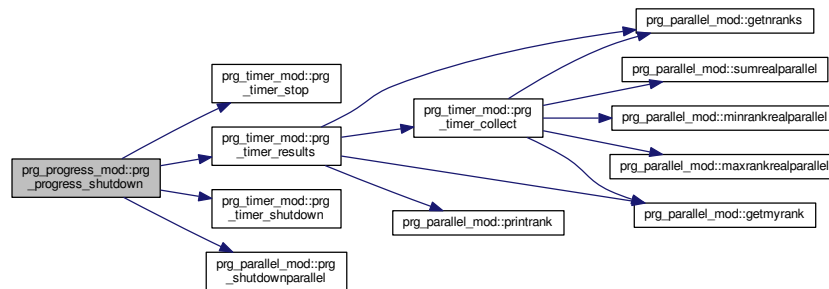 prg_progress_mod::prg
_progress_shutdown
prg_timer_mod::prg
_timer_stop
prg_timer_mod::prg
_timer_results
prg_timer_mod::prg
_timer_shutdown
prg_parallel_mod::prg
_shutdownparallel
prg_timer_mod::prg
_timer_collect
prg_parallel_mod::printrank
prg_parallel_mod::getnranks
prg_parallel_mod::sumrealparallel
prg_parallel_mod::minrankrealparallel
prg_parallel_mod::maxrankrealparallel
prg_parallel_mod::getmyrank